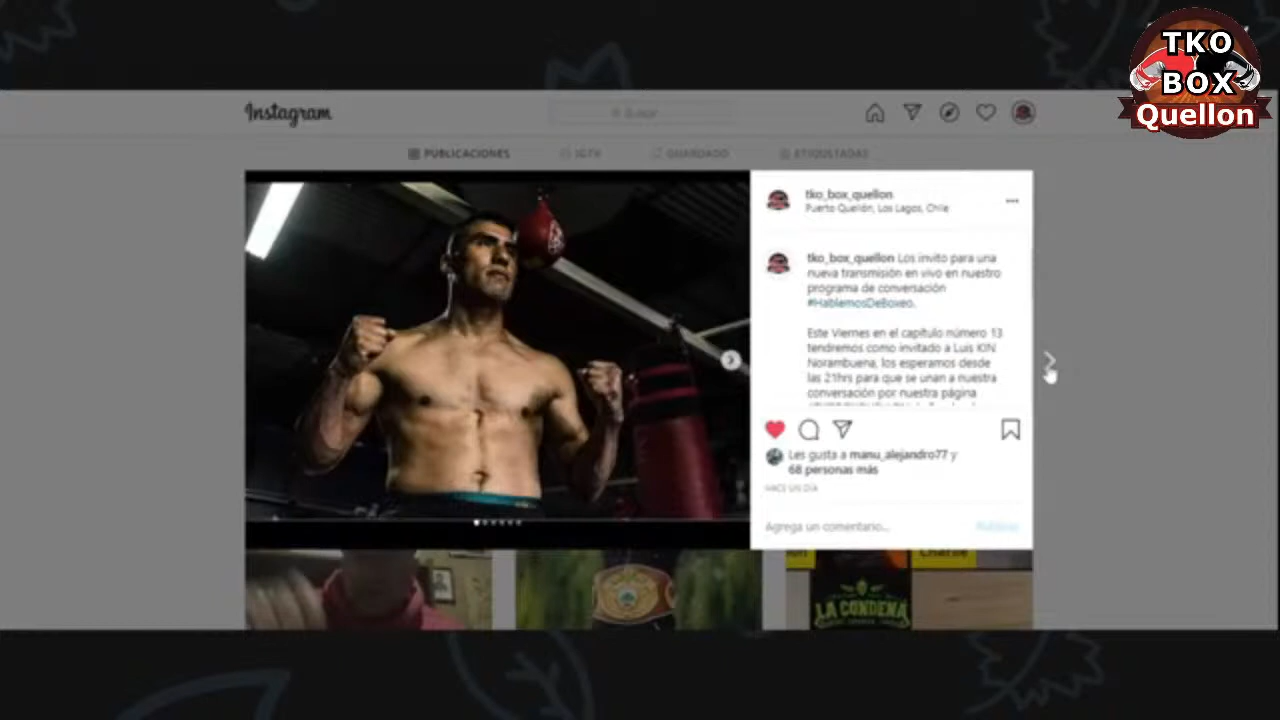 TKO
BOX
Quellon
Instagram
PUBLICACIONES
IGTV
GUARDADO
ETIQUETADAS
tko_box_quellon
Puerto Quellón, Los Lagos, Chile
tko_box_quellon Los invito para una
nueva transmisión en vivo en nuestro
programa de conversación
#HablemosDeBoxeo.
Este Viernes en el capítulo número 13
tendremos como invitado a Luis KIN
Norambuena, los esperamos desde
las 21hrs para que se unan a nuestra
conversación por nuestra página
Les gusta a manu_alejandro77 y
68 personas más
HACE UN DÍA
Agrega un comentario...
Publicar
Charlie
LA CONDENA